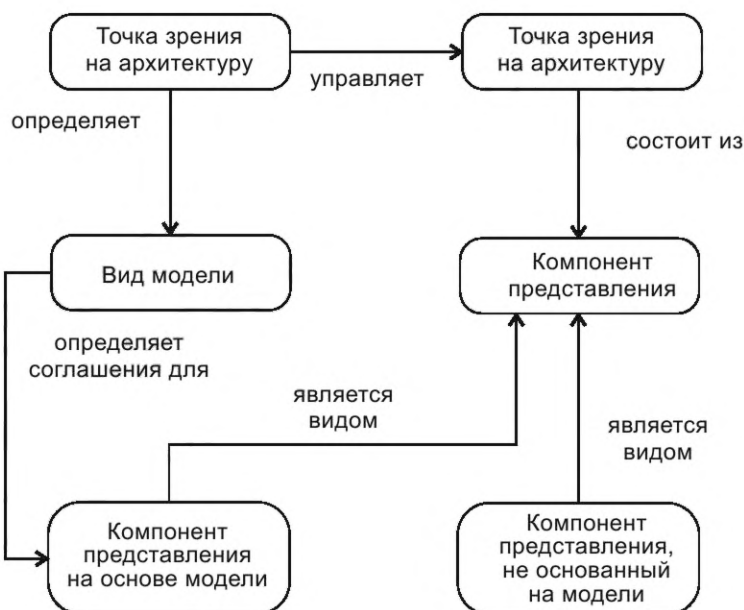 Точка зрения
на архитектуру
управляет
Точка зрения
на архитектуру
определяет
состоит из
Вид модели
Компонент
представления
определяет
соглашения для
является
видом
является
видом
Компонент
представления
на основе модели
Компонент
представления,
не основанный
на модели